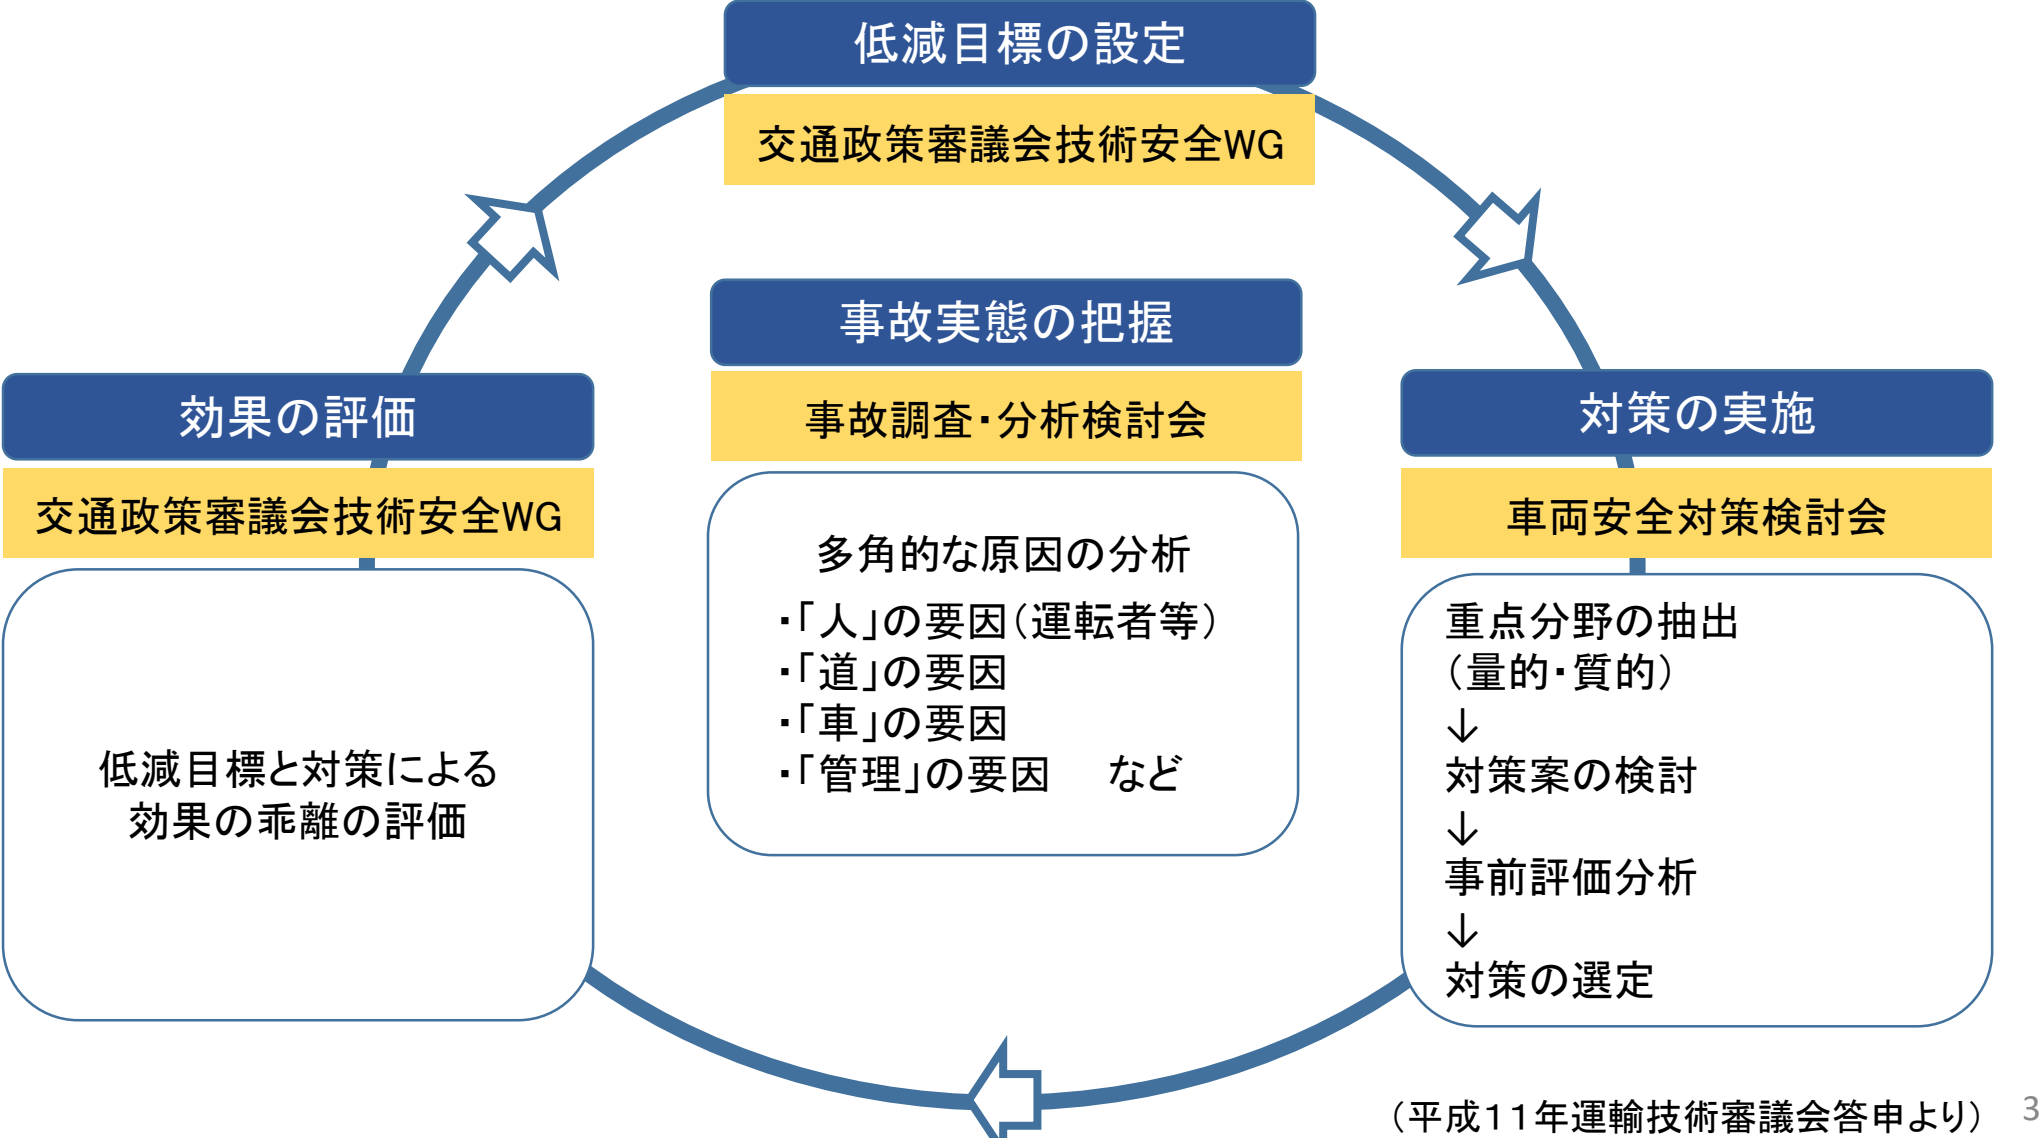 低減目標の設定
交通政策審議会技術安全WG
事故実態の把握
事故調査・分析検討会
多角的な原因の分析
・「人」の要因（運転者等）
・「道」の要因
・「車」の要因
・「管理」の要因　など
効果の評価
交通政策審議会技術安全WG
低減目標と対策による
効果の乖離の評価
対策の実施
車両安全対策検討会
重点分野の抽出
（量的・質的）
↓
対策案の検討
↓
事前評価分析
↓
対策の選定
（平成１１年運輸技術審議会答申より）
3